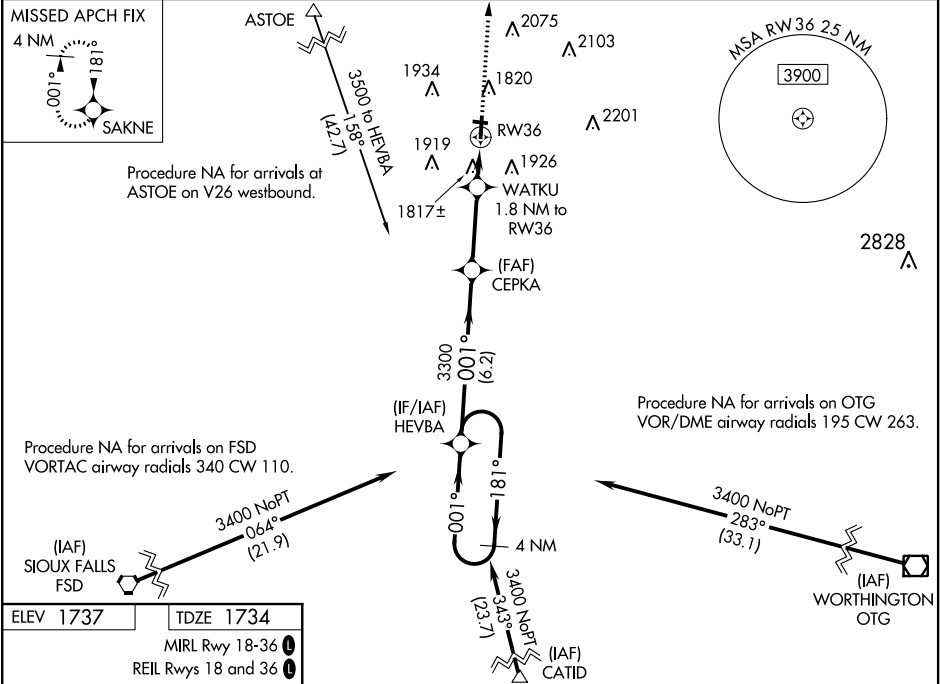 MISSED APCH FIX
4 NM
001°
181°
SAKNE
ASTOE
3500 to HEVBA
158°
(42.7)
2075
2103
1934
1820
2201
RW36
1919
1926
1817±
WATKU
1.8 NM to
RW36
MSA RW36 25 NM
3900
Procedure NA for arrivals at
ASTOE on V26 westbound.
2828
(FAF)
CEPKA
3300
001°
(6.2)
(IF/IAF)
HEVBA
Procedure NA for arrivals on OTG
VOR/DME airway radials 195 CW 263.
Procedure NA for arrivals on FSD
VORTAC airway radials 340 CW 110.
001°
181°
4 NM
3400 NoPT
064°
(21.9)
(IAF)
SIOUX FALLS
FSD
3400 NoPT
283°
(33.1)
(IAF)
WORTHINGTON
OTG
3400 NoPT
343°
(23.7)
(IAF)
CATID
ELEV 1737
TDZE 1734
MIRL Rwy 18-36 L
REIL Rwys 18 and 36 L